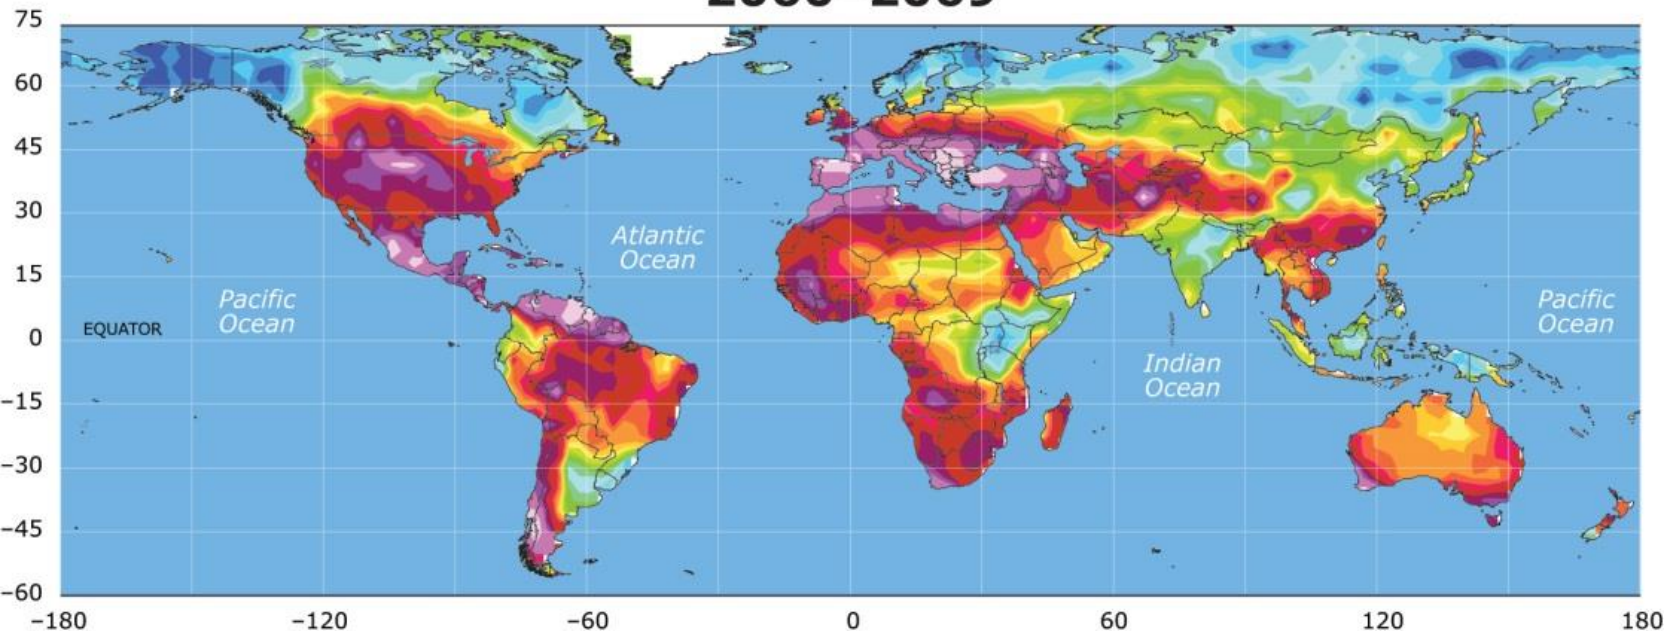 75
60
45
30
15
0
−15
−30
−45
−60
Pacific
Ocean
EQUATOR
Atlantic
Ocean
Indian
Ocean
Pacific
Ocean
−180
−120
−60
0
60
120
180